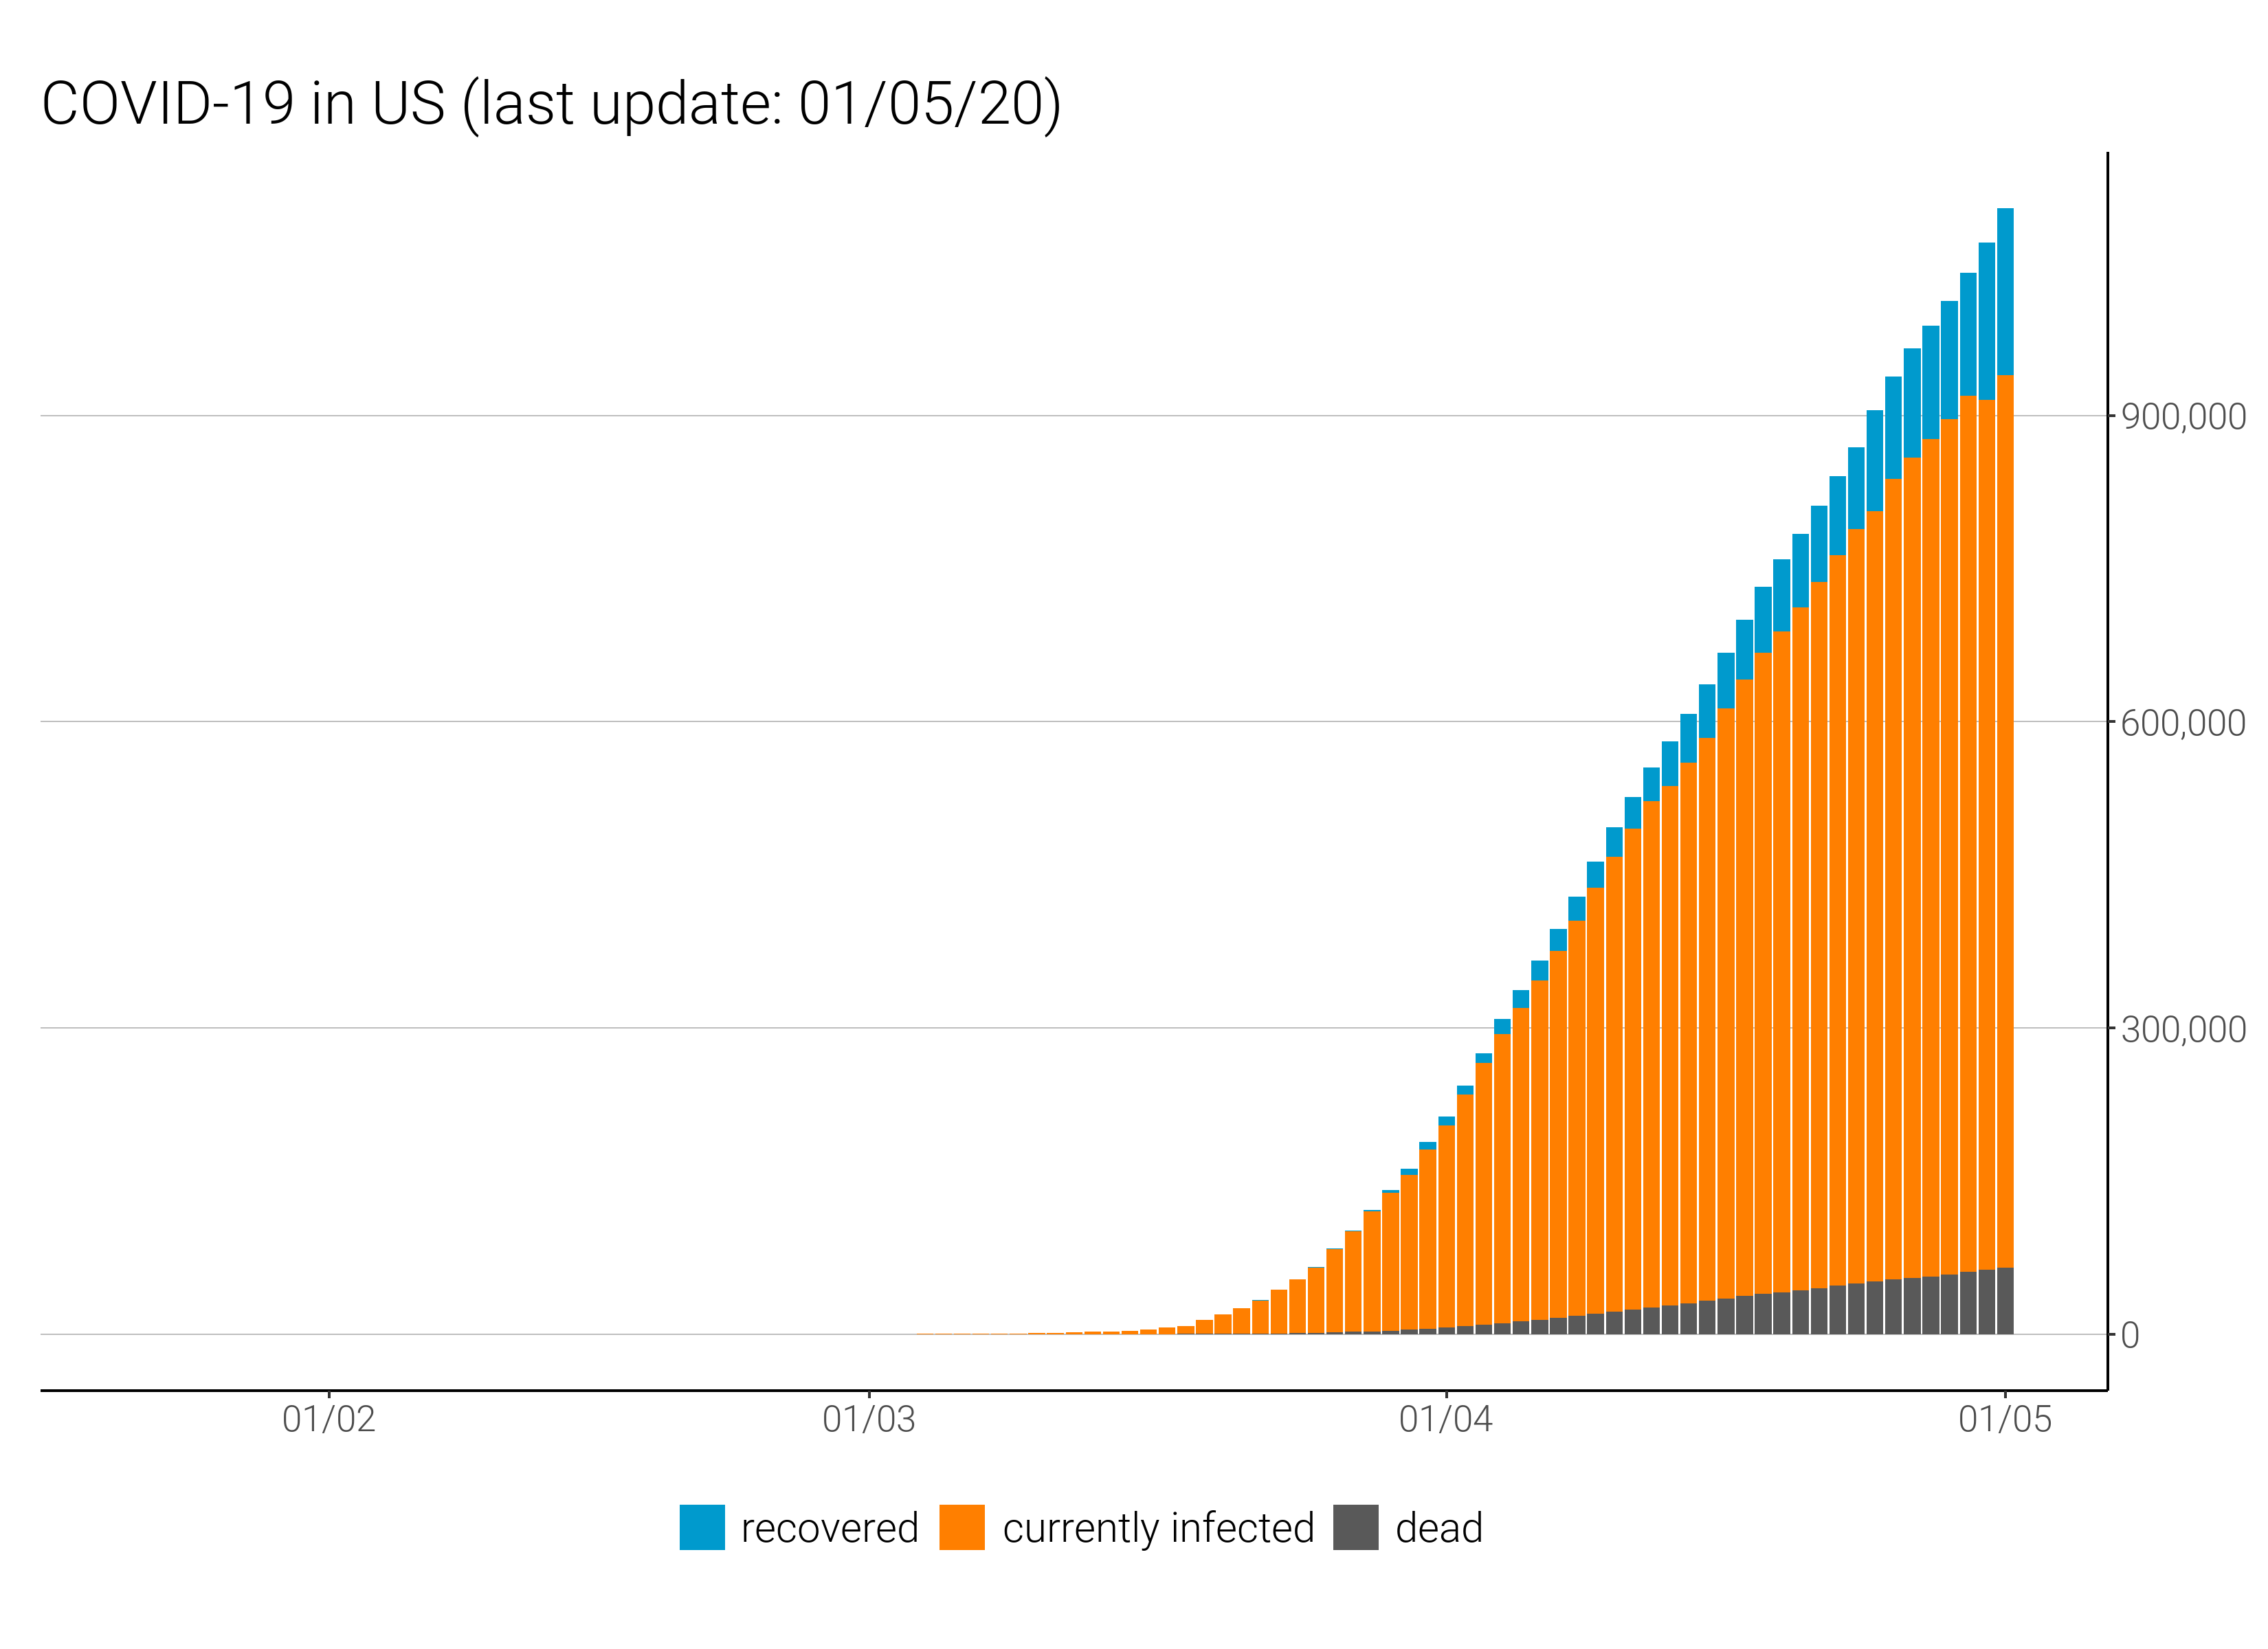 COVID-19 in US (last update: 01/05/20)
900,000
600,000
300,000
0
01/02 01/03 01/04 01/05
recovered currently infected dead